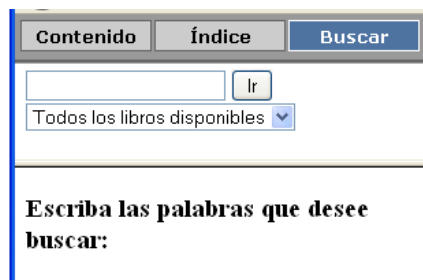 Contenido Índice Buscar
Ir
Todos los libros disponibles
Escriba las palabras que desee
buscar: